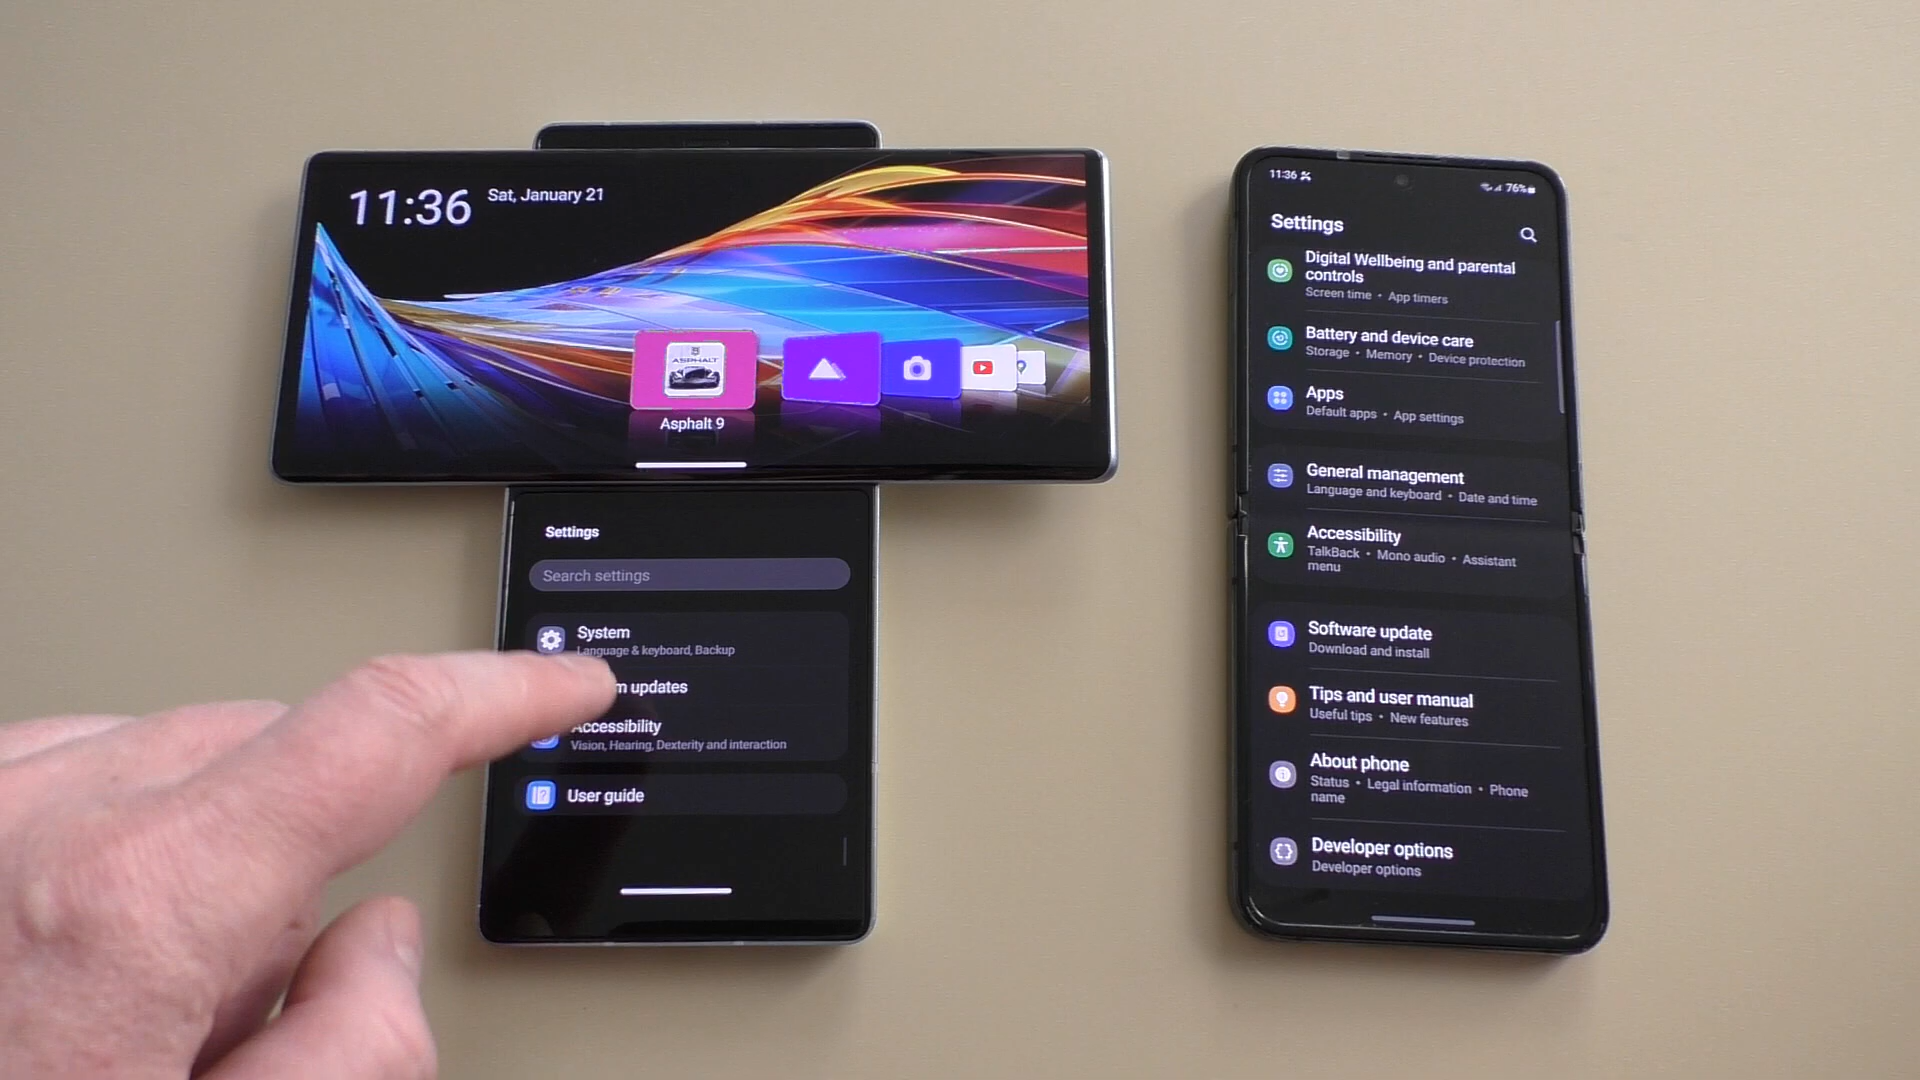 11:36 Sat, January 21
ASPHALT
Asphalt 9
Settings
Search settings
System
Language & keyboard, Backup
updates
Accessibility
Vision, Hearing, Dexterity and interaction
User guide
11:36
76%
Settings
Digital Wellbeing and parental
controls
Screen time • App timers
Battery and device care
Storage • Memory • Device protection
Apps
Default apps • App settings
General management
Language and keyboard • Date and time
Accessibility
TalkBack • Mono audio • Assistant
menu
Software update
Download and install
Tips and user manual
Useful tips • New features
About phone
Status • Legal information • Phone
name
Developer options
Developer options